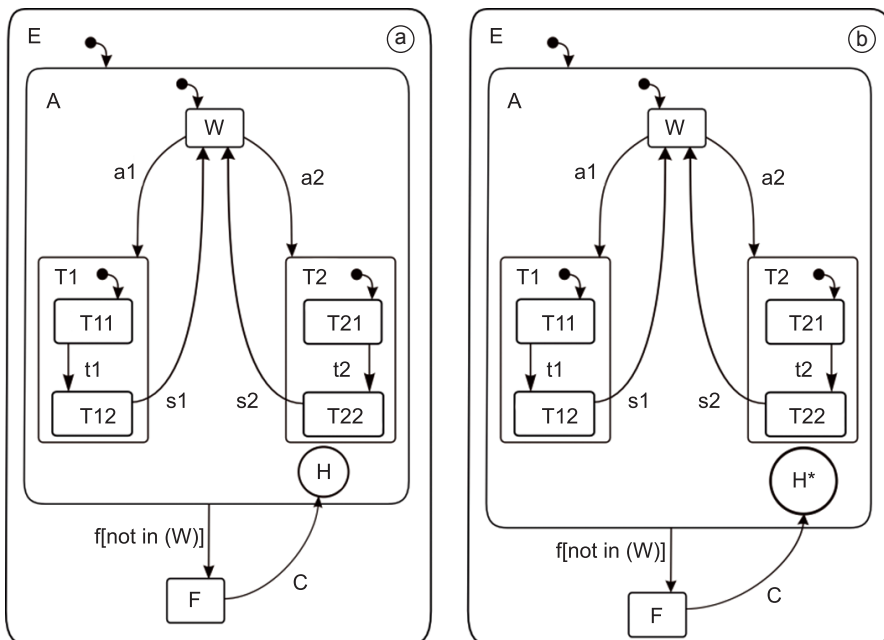 E
a
A
W
a1
a2
T1
T11
t1
T12
s1
s2
T2
T21
t2
T22
H
f[not in (W)]
C
F
E
b
A
W
a1
a2
T1
T11
t1
T12
s1
s2
T2
T21
t2
T22
H*
f[not in (W)]
C
F